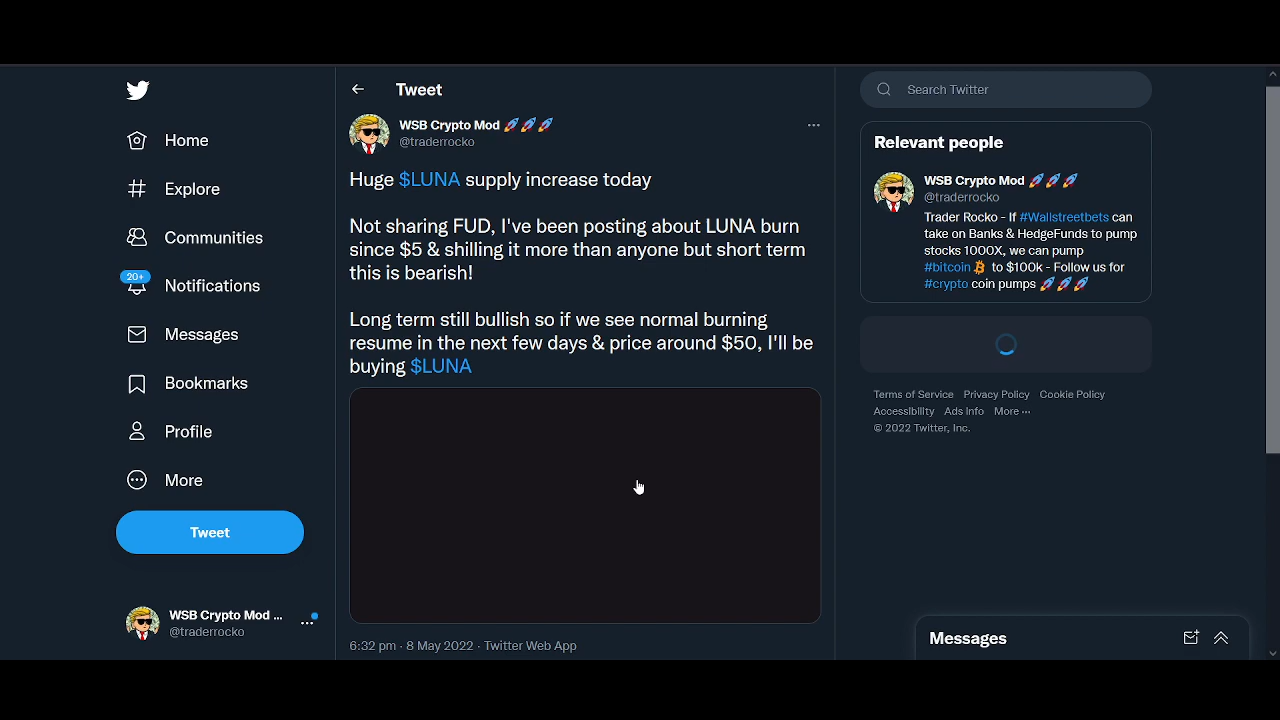 Home
Explore
Communities
20+
Notifications
Messages
Bookmarks
Profile
More
Tweet
WSB Crypto Mod ...
@traderrocko
Tweet
WSB Crypto Mod 🚀🚀🚀
@traderrocko
Huge $LUNA supply increase today
Not sharing FUD, I've been posting about LUNA burn
since $5 & shilling it more than anyone but short term
this is bearish!
Long term still bullish so if we see normal burning
resume in the next few days & price around $50, I'll be
buying $LUNA
6:32 pm · 8 May 2022 · Twitter Web App
Search Twitter
Relevant people
WSB Crypto Mod 🚀🚀🚀
@traderrocko
Trader Rocko - If #Wallstreetbets can
take on Banks & HedgeFunds to pump
stocks 1000X, we can pump
#bitcoin to $100k - Follow us for
#crypto coin pumps 🚀🚀🚀
Terms of Service Privacy Policy Cookie Policy
Accessibility Ads info More ···
© 2022 Twitter, Inc.
Messages